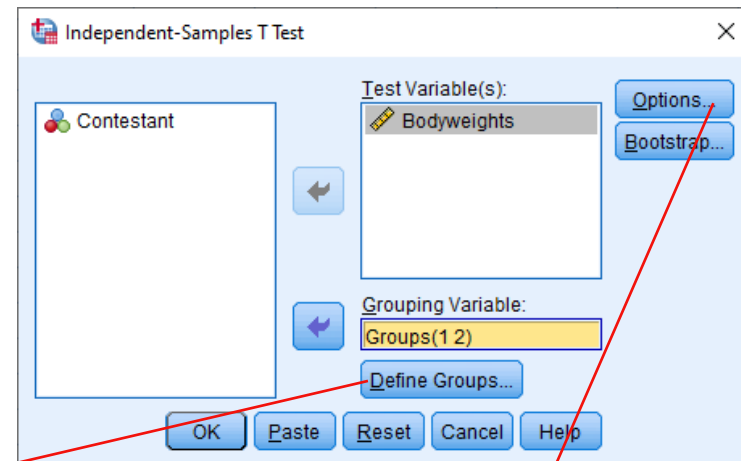 Independent-Samples T Test
Test Variable(s):
Contestant
Bodyweights
Options...
Bootstrap...
Grouping Variable:
Groups(1 2)
Define Groups...
OK Paste Reset Cancel Help